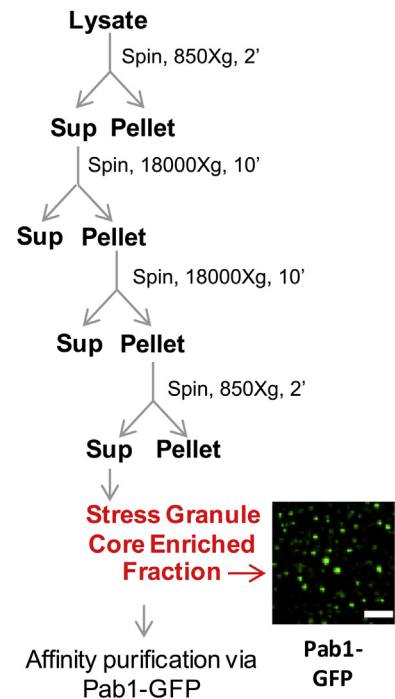 Lysate
Spin, 850Xg, 2’
Sup Pellet
Spin, 18000Xg, 10’
Sup Pellet
Spin, 18000Xg, 10’
Sup Pellet
Spin, 850Xg, 2’
Sup Pellet
Stress Granule
Core Enriched
Fraction
Pab1-
GFP
Affinity purification via
Pab1-GFP